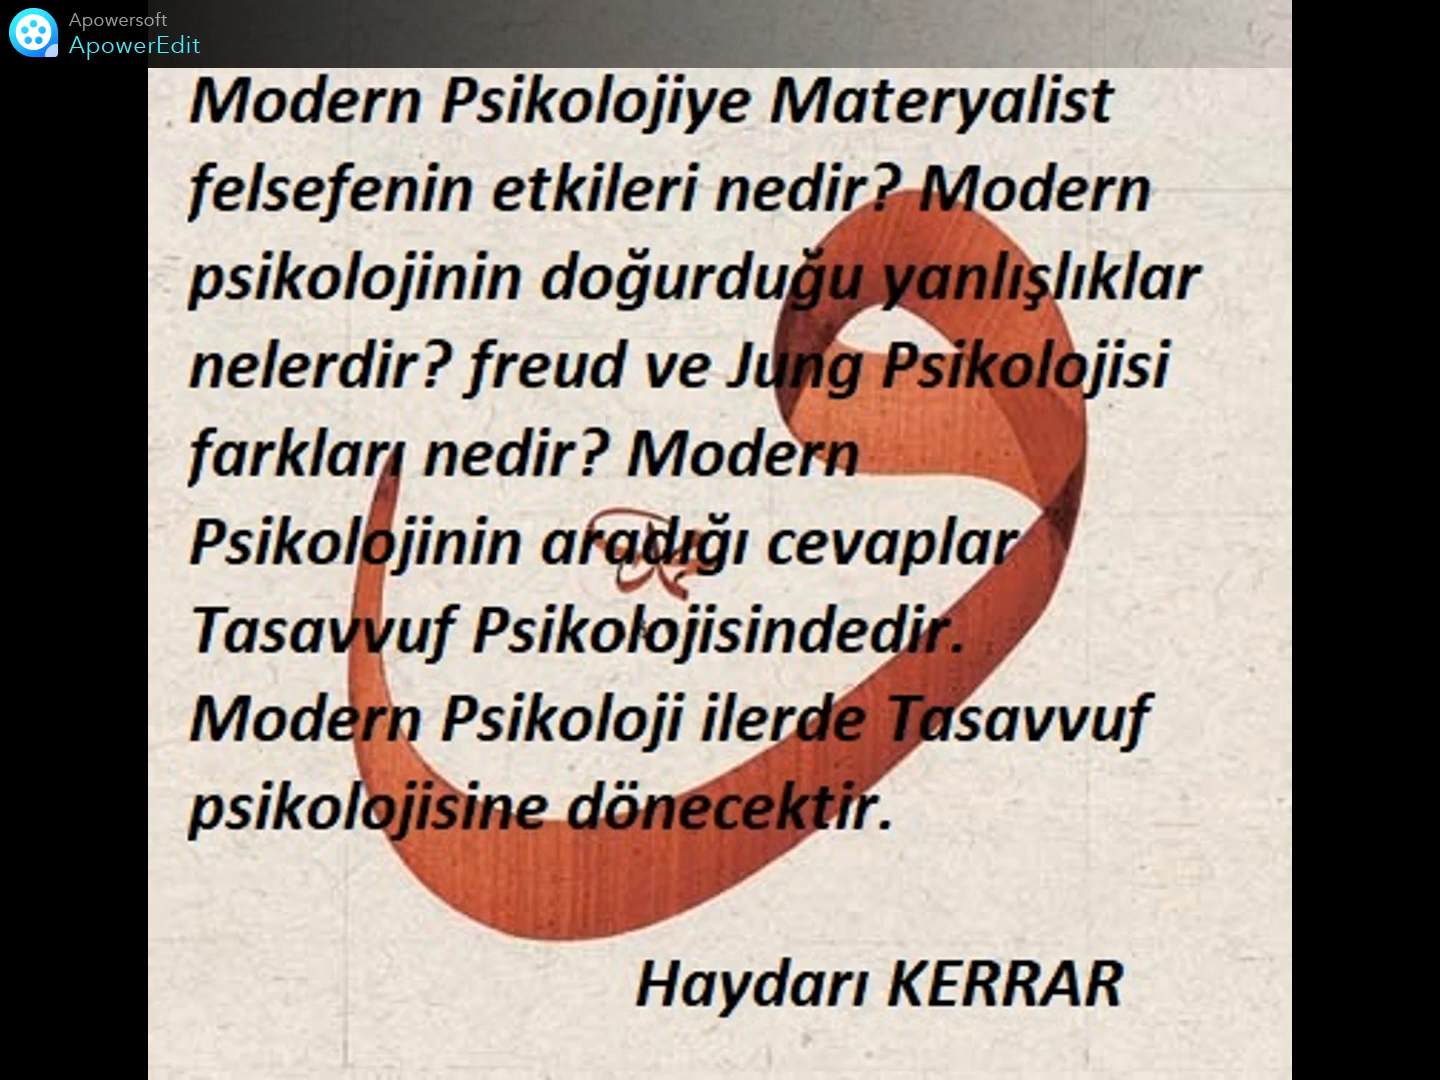 Apowersoft
ApowerEdit
Modern Psikolojiye Materyalist
felsefenin etkileri nedir? Modern
psikolojinin doğurduğu yanlışlıklar
nelerdir? freud ve Jung Psikolojisi
farkları nedir? Modern
Psikolojinin aradığı cevaplar
Tasavvuf Psikolojisindedir.
Modern Psikoloji ilerde Tasavvuf
psikolojisine dönecektir.
Haydarı KERRAR